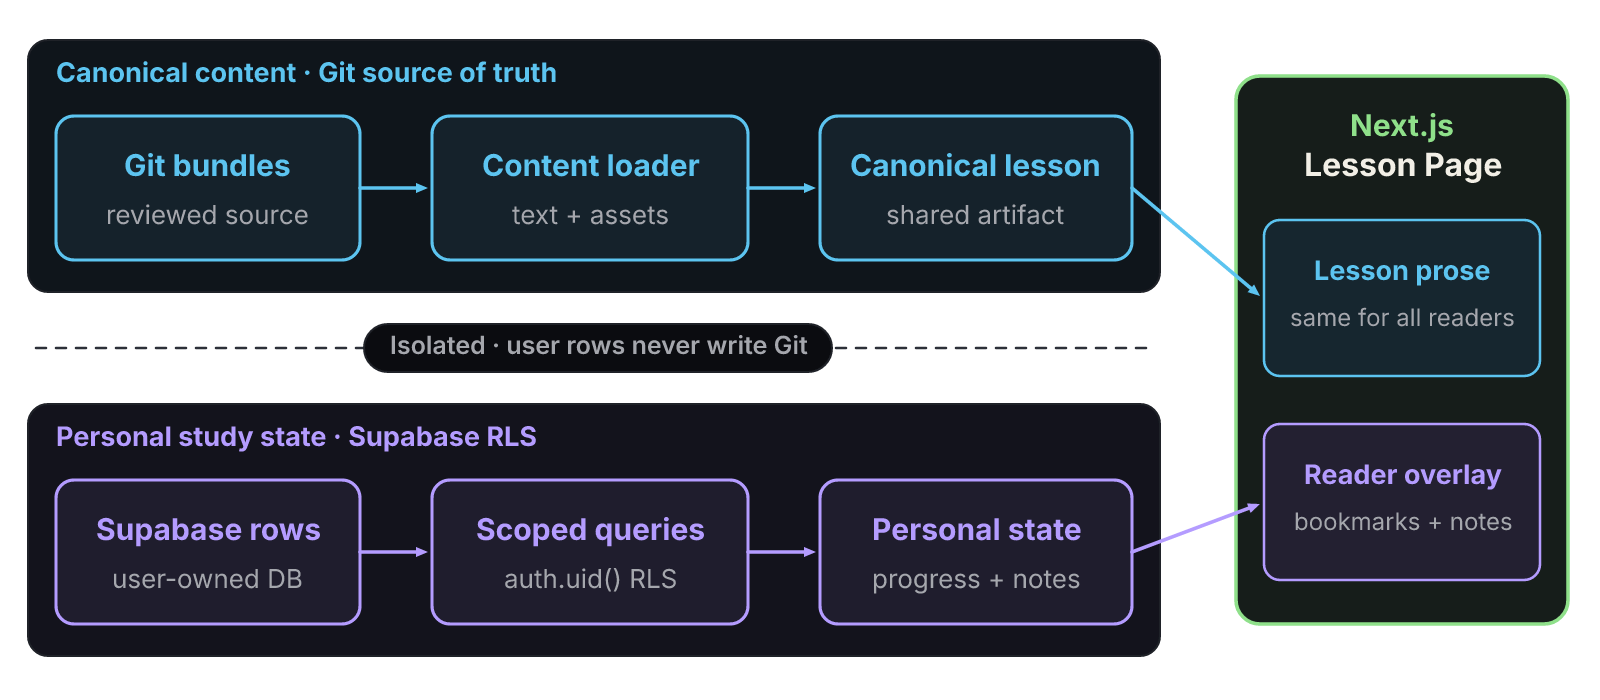 Canonical content · Git source of truth
Git bundles
reviewed source
Content loader
text + assets
Canonical lesson
shared artifact
Isolated · user rows never write Git
Personal study state · Supabase RLS
Supabase rows
user-owned DB
Scoped queries
auth.uid() RLS
Personal state
progress + notes
Next.js
Lesson Page
Lesson prose
same for all readers
Reader overlay
bookmarks + notes